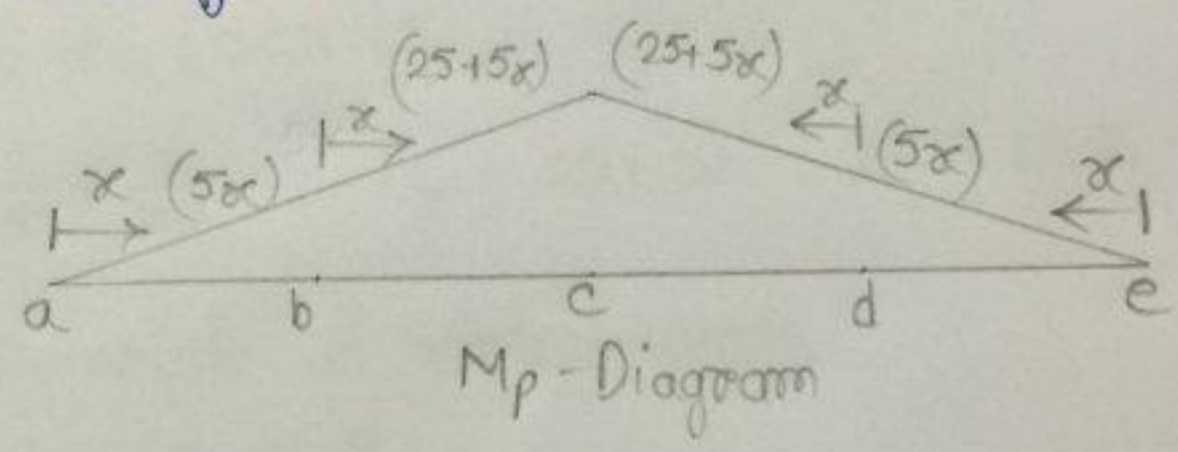 (25+5x) (25+5x)
x x
x (5x) (5x) x
a b c d e
Mp-Diagram